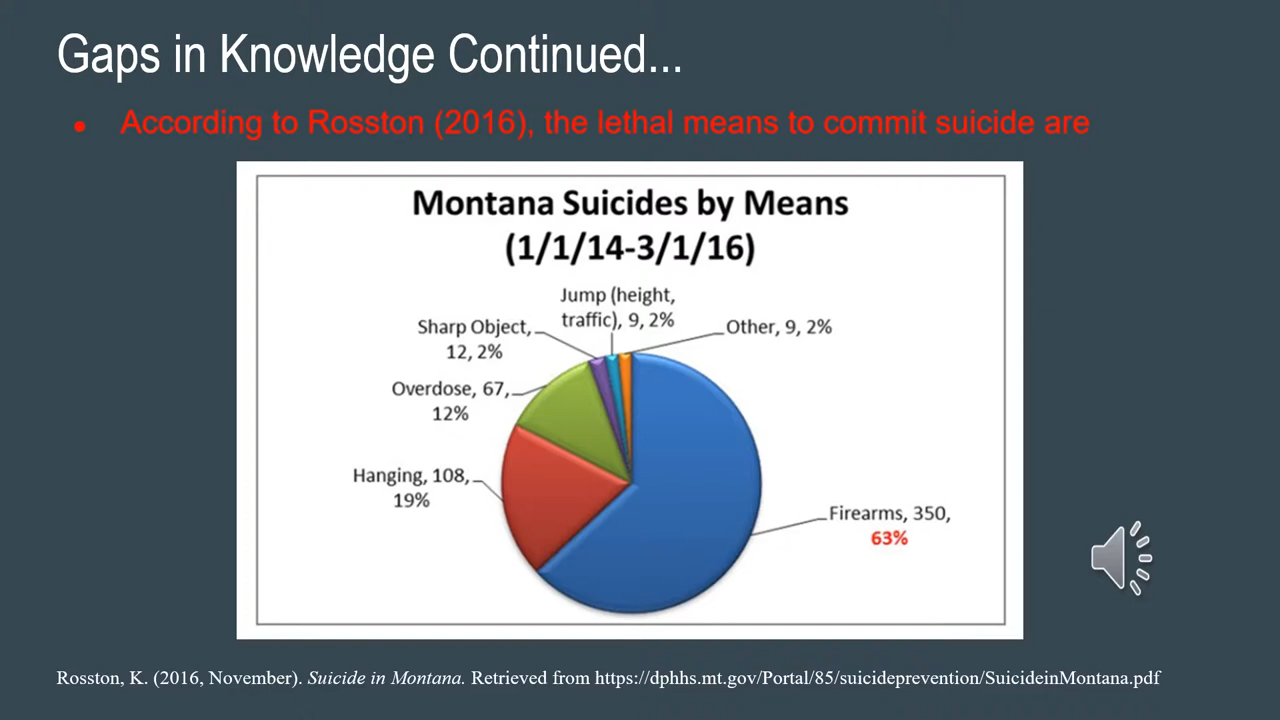 Gaps in Knowledge Continued...
● According to Rosston (2016), the lethal means to commit suicide are
Montana Suicides by Means
(1/1/14-3/1/16)
Jump (height,
traffic), 9, 2%
Sharp Object,
12, 2%
Other, 9, 2%
Overdose, 67,
12%
Hanging, 108,
19%
Firearms, 350,
63%
Rosston, K. (2016, November). Suicide in Montana. Retrieved from https://dphhs.mt.gov/Portal/85/suicideprevention/SuicideinMontana.pdf